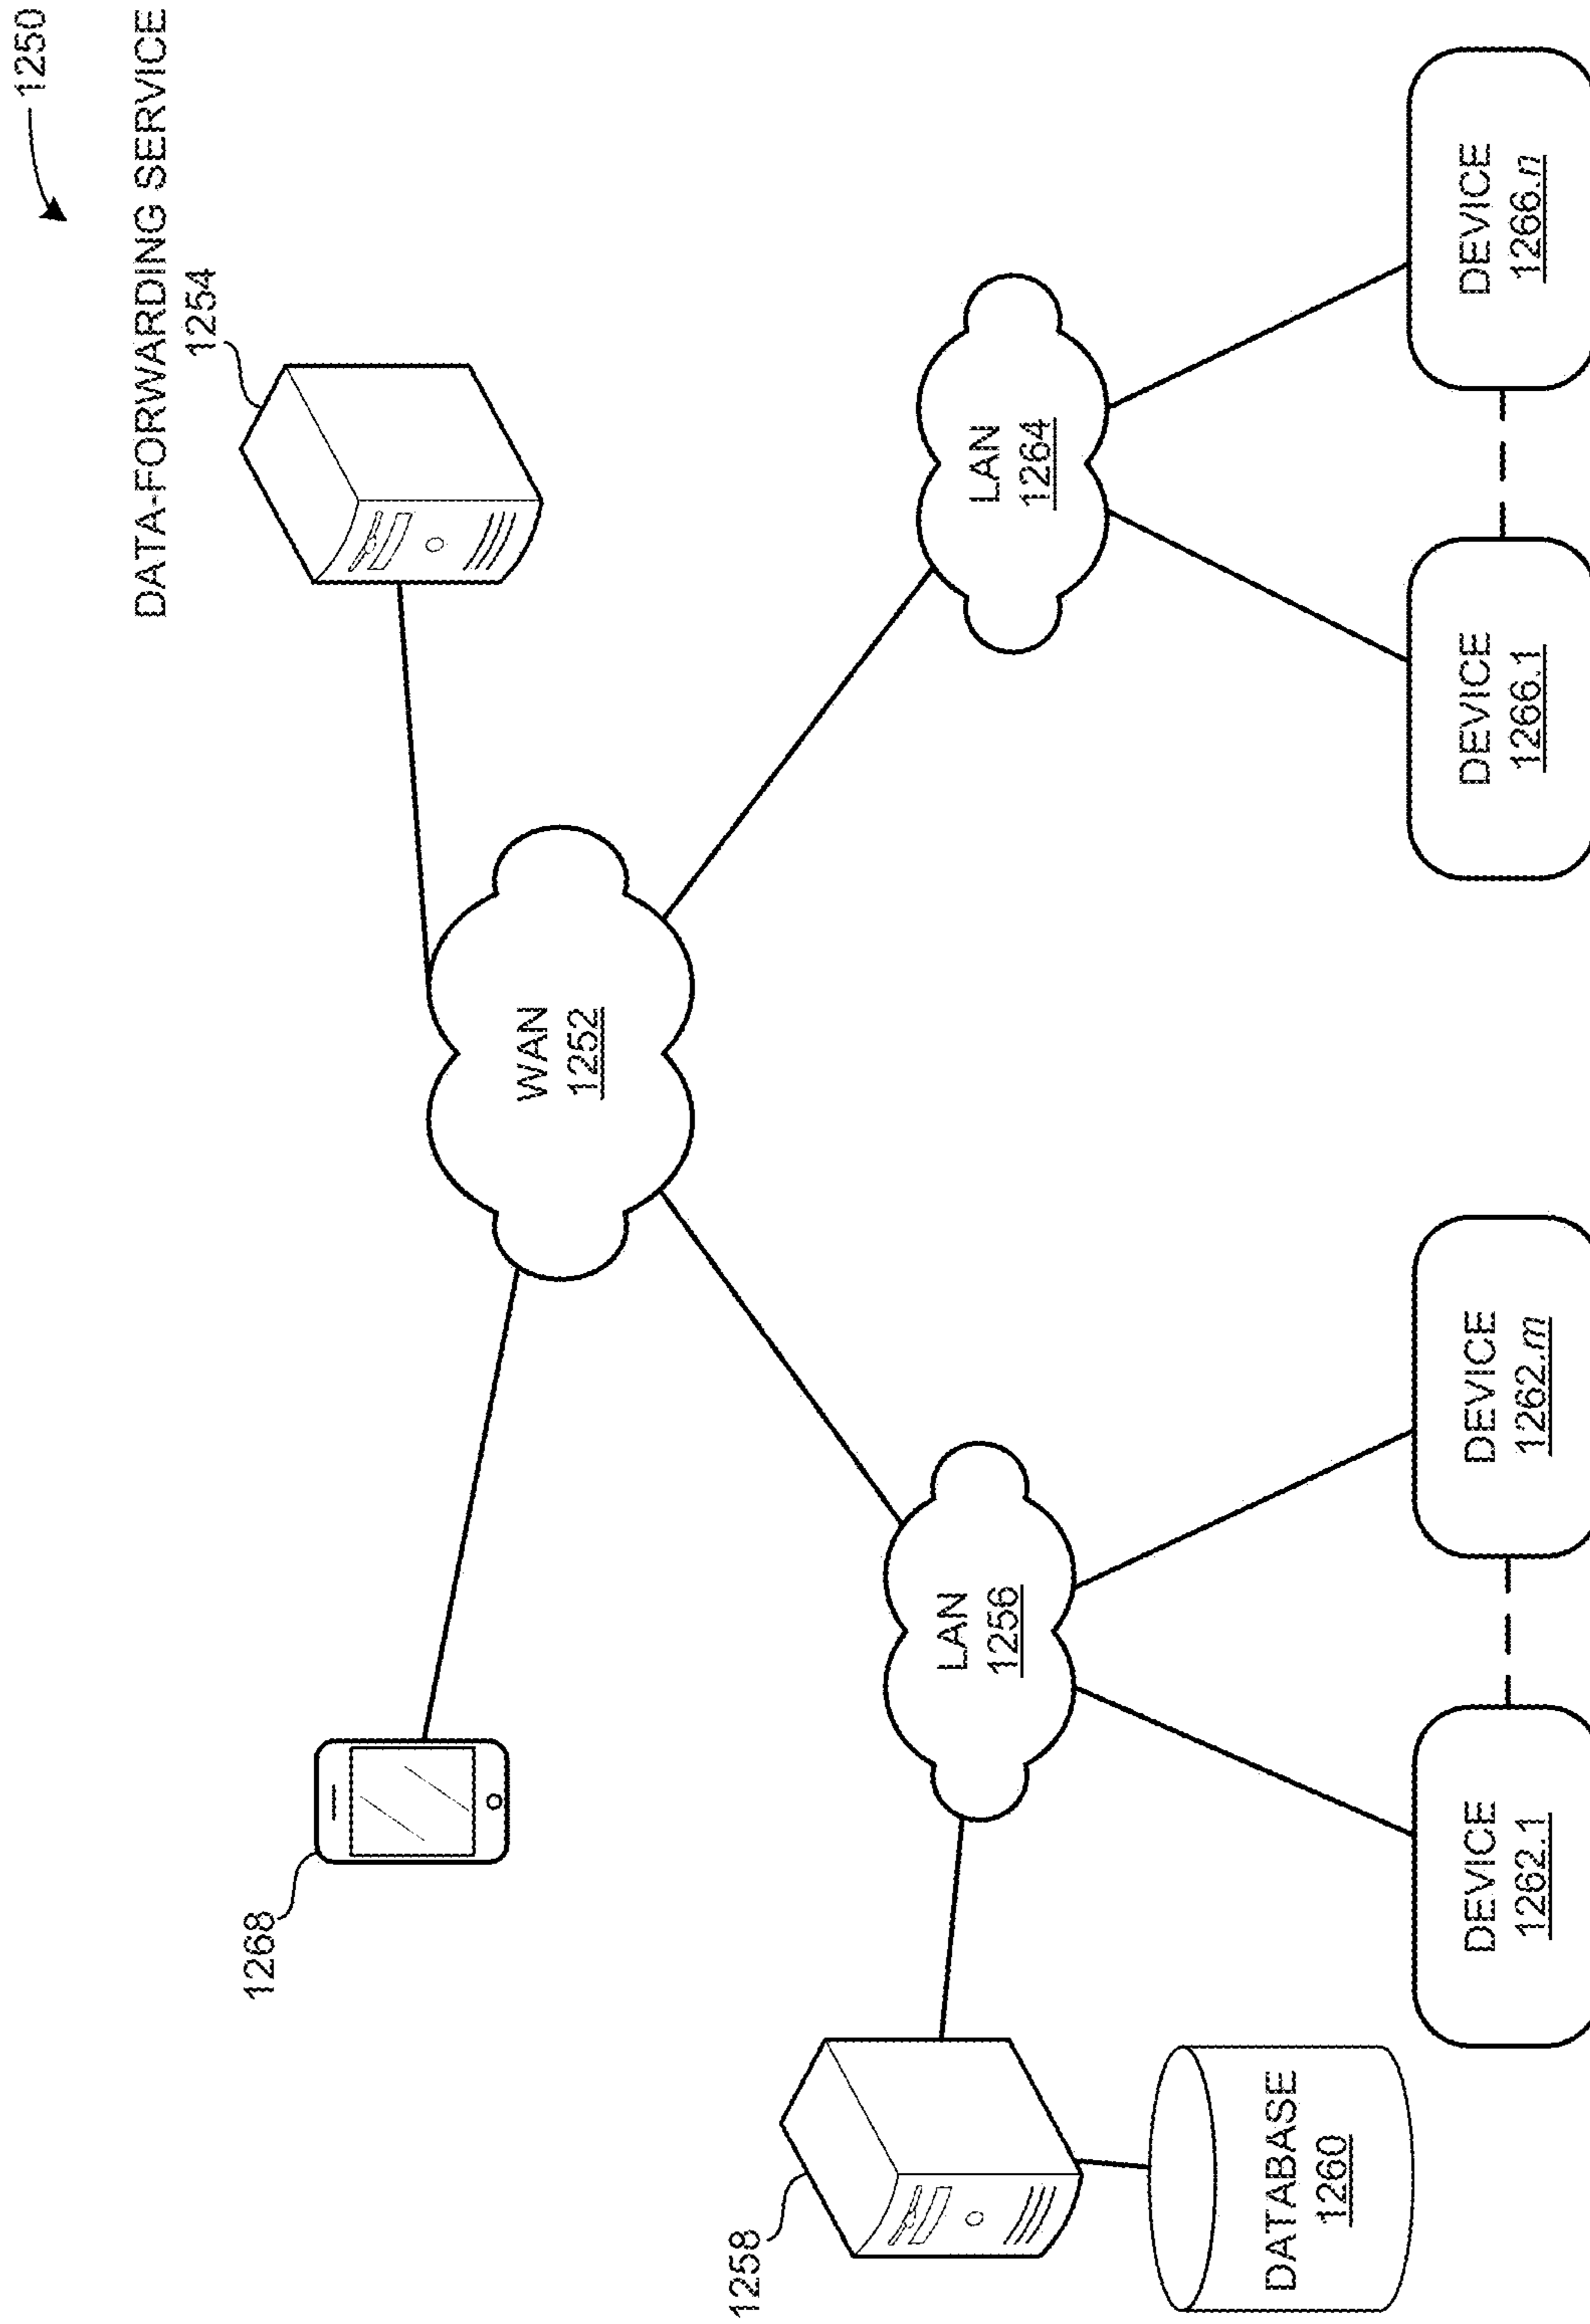 1250
DATA-FORWARDING SERVICE
1254
1268
WAN
1252
1258
LAN
1256
LAN
1264
DATABASE
1260
DEVICE
1262.1
DEVICE
1262.m
DEVICE
1266.1
DEVICE
1266.n